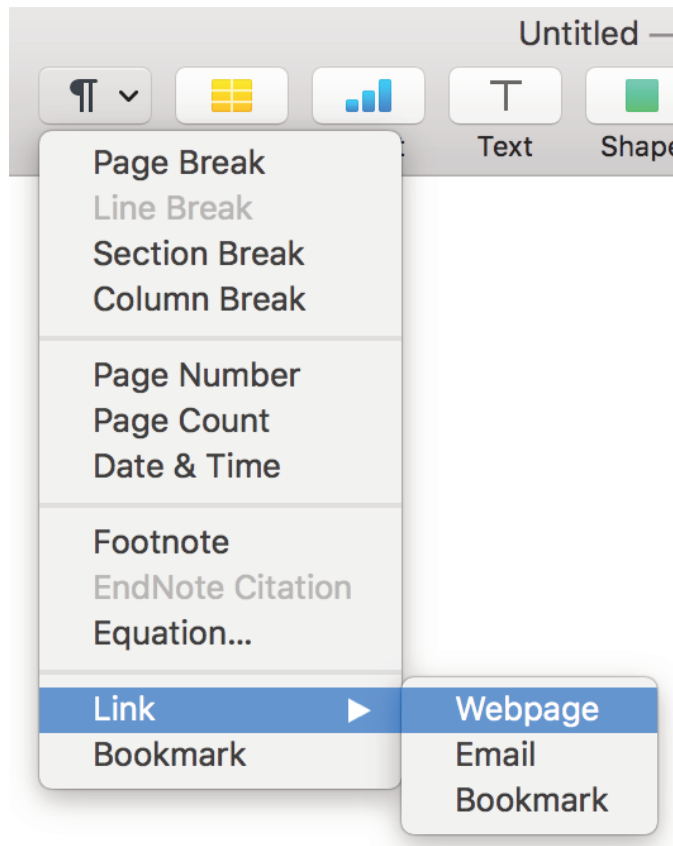 Untitled —
¶
Text Shape
Page Break
Line Break
Section Break
Column Break
Page Number
Page Count
Date & Time
Footnote
EndNote Citation
Equation...
Link
Bookmark
Webpage
Email
Bookmark